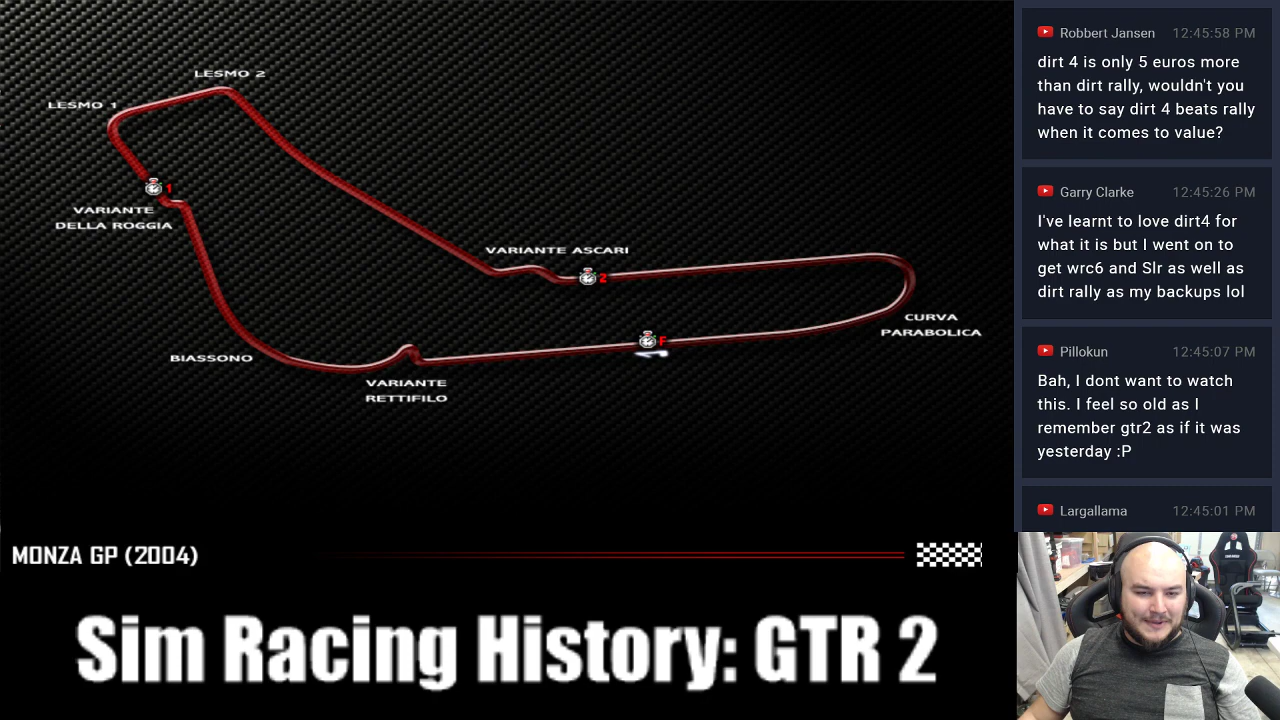 LESMO 2
LESMO 1
1
VARIANTE
DELLA ROGGIA
VARIANTE ASCARI
2
CURVA
PARABOLICA
F
BIASSONO
VARIANTE
RETTIFILO
MONZA GP (2004)
Sim Racing History: GTR 2
Robbert Jansen 12:45:58 PM
dirt 4 is only 5 euros more
than dirt rally, wouldn't you
have to say dirt 4 beats rally
when it comes to value?
Garry Clarke 12:45:26 PM
I've learnt to love dirt4 for
what it is but I went on to
get wrc6 and Slr as well as
dirt rally as my backups lol
Pillokun 12:45:07 PM
Bah, I dont want to watch
this. I feel so old as I
remember gtr2 as if it was
yesterday :P
Largallama 12:45:01 PM